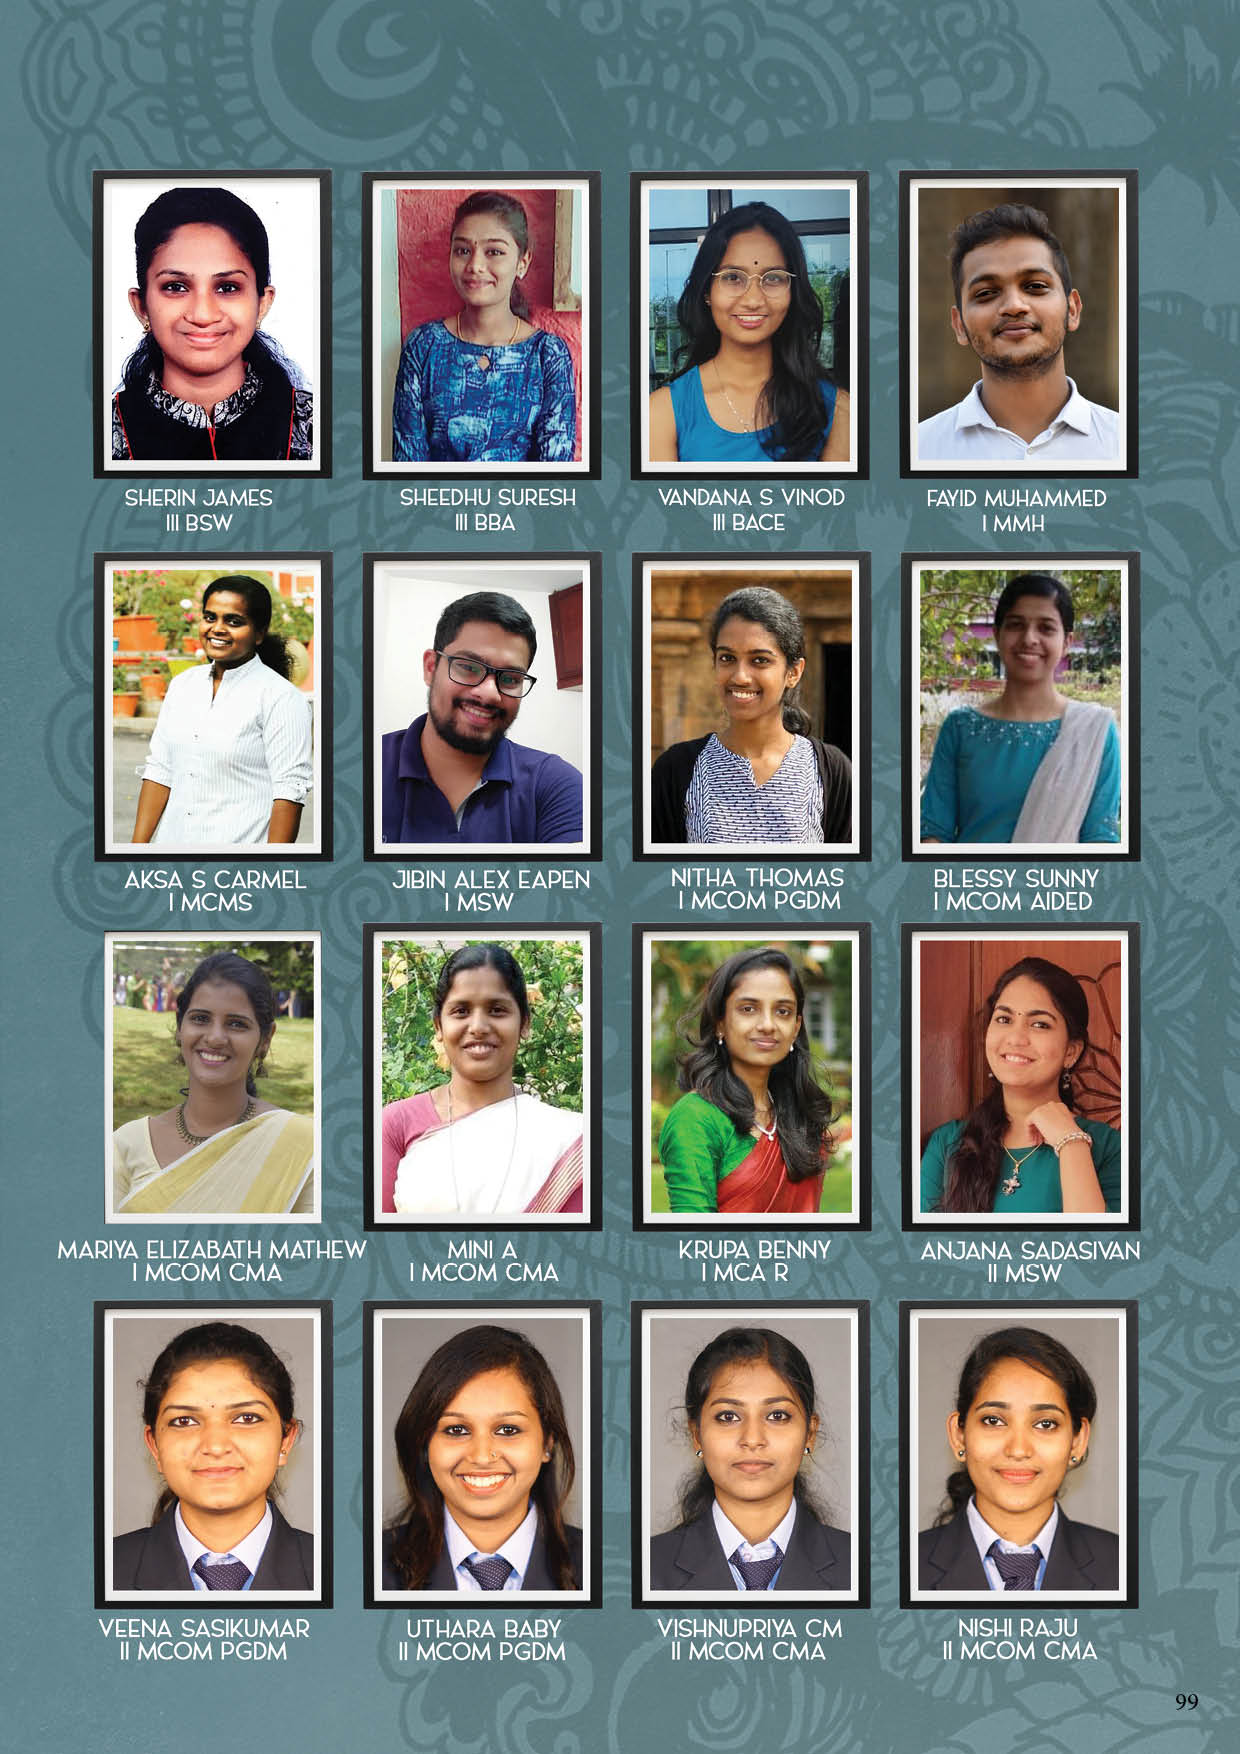 SHERIN JAMES
III BSW
SHEEDHU SURESH
III BBA
VANDANA S VINOD
III BACE
FAYID MUHAMMED
I MMH
AKSA S CARMEL
I MCMS
JIBIN ALEX EAPEN
I MSW
NITHA THOMAS
I MCOM PGDM
BLESSY SUNNY
I MCOM AIDED
MARIYA ELIZABATH MATHEW
I MCOM CMA
MINI A
I MCOM CMA
KRUPA BENNY
I MCA R
ANJANA SADASIVAN
II MSW
VEENA SASIKUMAR
II MCOM PGDM
UTHARA BABY
II MCOM PGDM
VISHNUPRIYA CM
II MCOM CMA
NISHI RAJU
II MCOM CMA
99